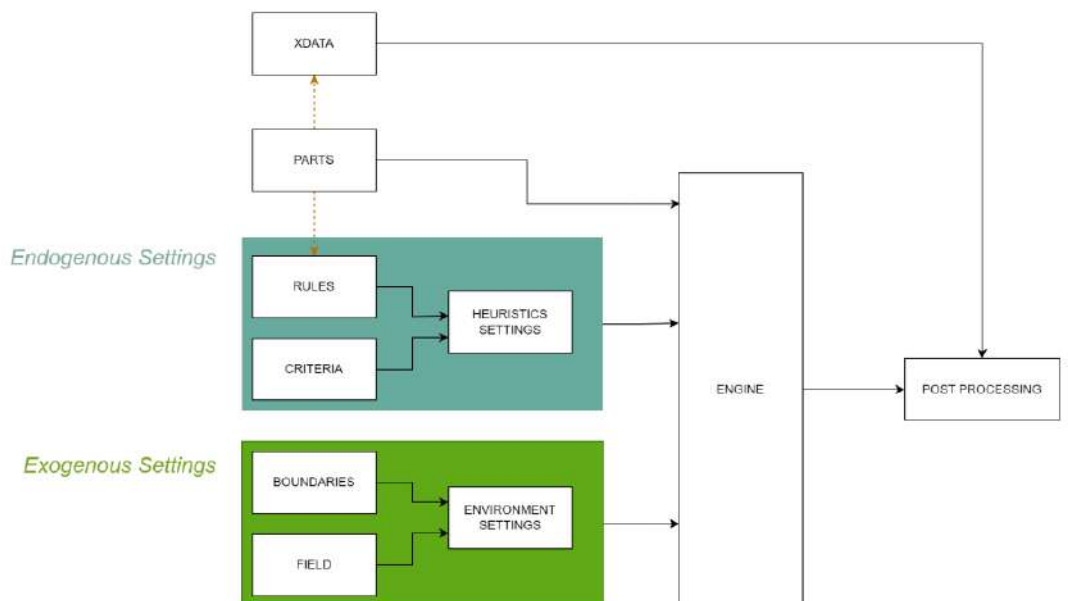 XDATA
PARTS
Endogenous Settings
RULES
HEURISTICS
SETTINGS
CRITERIA
ENGINE
POST PROCESSING
Exogenous Settings
BOUNDARIES
ENVIRONMENT
SETTINGS
FIELD